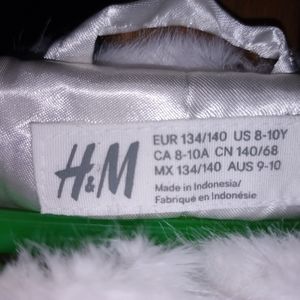 H&M
EUR 134/140 US 8-10Y
CA 8-10A CN 140/68
MX 134/140 AUS 9-10
Made in Indonesia/
Fabriqué en Indonésie